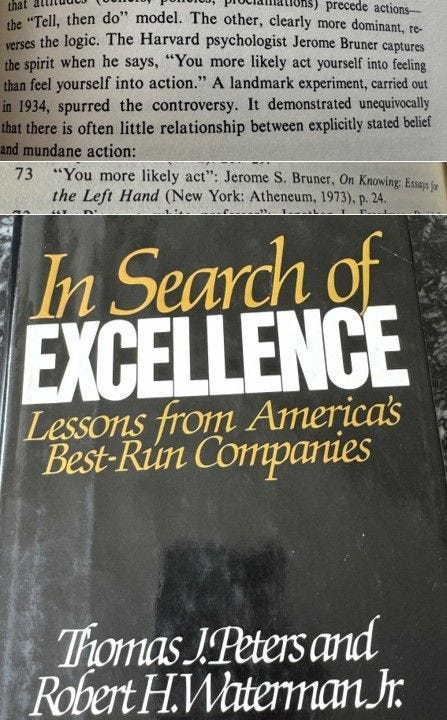 that attitudes (beliefs, policies, proclamations) precede actions—
the “Tell, then do” model. The other, clearly more dominant, re-
verses the logic. The Harvard psychologist Jerome Bruner captures
the spirit when he says, “You more likely act yourself into feeling
than feel yourself into action.” A landmark experiment, carried out
in 1934, spurred the controversy. It demonstrated unequivocally
that there is often little relationship between explicitly stated belief
and mundane action:
73 “You more likely act”: Jerome S. Bruner, On Knowing: Essays for
the Left Hand (New York: Atheneum, 1973), p. 24.
In Search of
EXCELLENCE
Lessons from America's
Best-Run Companies
Thomas J. Peters and
Robert H. Waterman Jr.